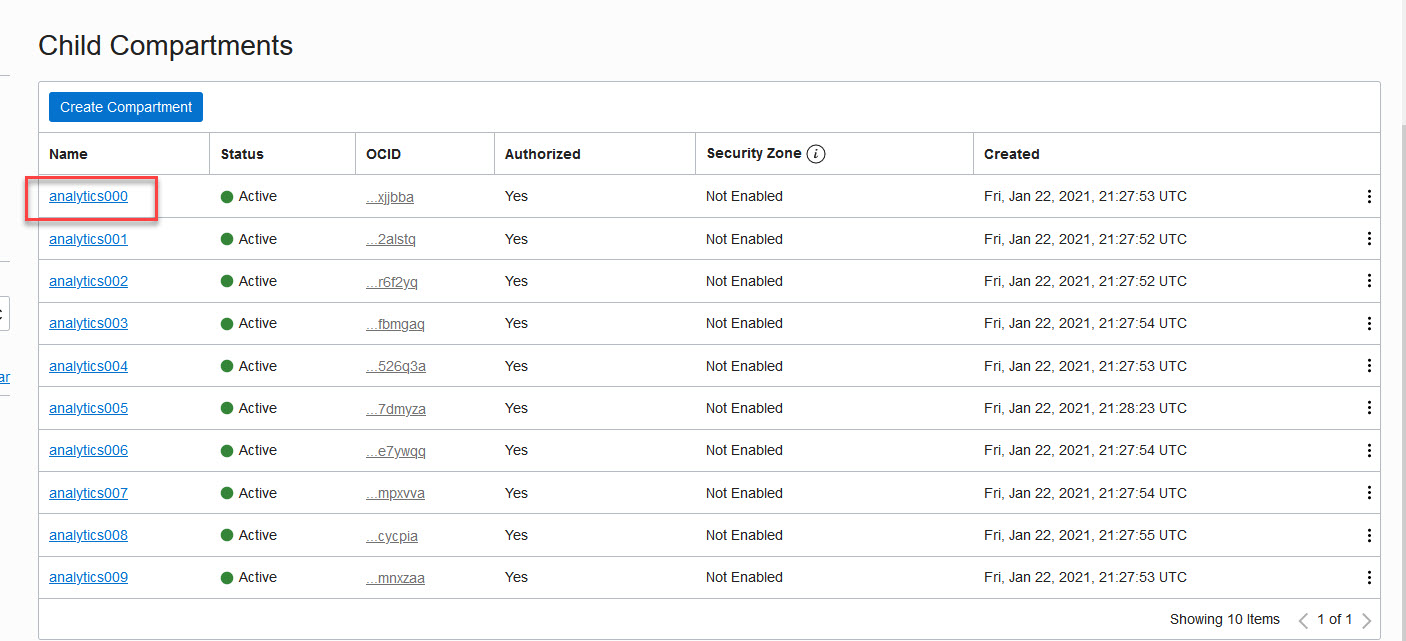 Child Compartments
Create Compartment
Name Status OCID Authorized Security Zone i Created
analytics000 Active ...xjjbba Yes Not Enabled Fri, Jan 22, 2021, 21:27:53 UTC
analytics001 Active ...2alstq Yes Not Enabled Fri, Jan 22, 2021, 21:27:52 UTC
analytics002 Active ...r6f2yq Yes Not Enabled Fri, Jan 22, 2021, 21:27:52 UTC
analytics003 Active ...fbmgaq Yes Not Enabled Fri, Jan 22, 2021, 21:27:54 UTC
ar
analytics004 Active ...526q3a Yes Not Enabled Fri, Jan 22, 2021, 21:27:53 UTC
analytics005 Active ...7dmyza Yes Not Enabled Fri, Jan 22, 2021, 21:28:23 UTC
analytics006 Active ...e7ywqq Yes Not Enabled Fri, Jan 22, 2021, 21:27:54 UTC
analytics007 Active ...mpxvva Yes Not Enabled Fri, Jan 22, 2021, 21:27:54 UTC
analytics008 Active ...cycpia Yes Not Enabled Fri, Jan 22, 2021, 21:27:55 UTC
analytics009 Active ...mnxzaa Yes Not Enabled Fri, Jan 22, 2021, 21:27:53 UTC
Showing 10 Items 1 of 1